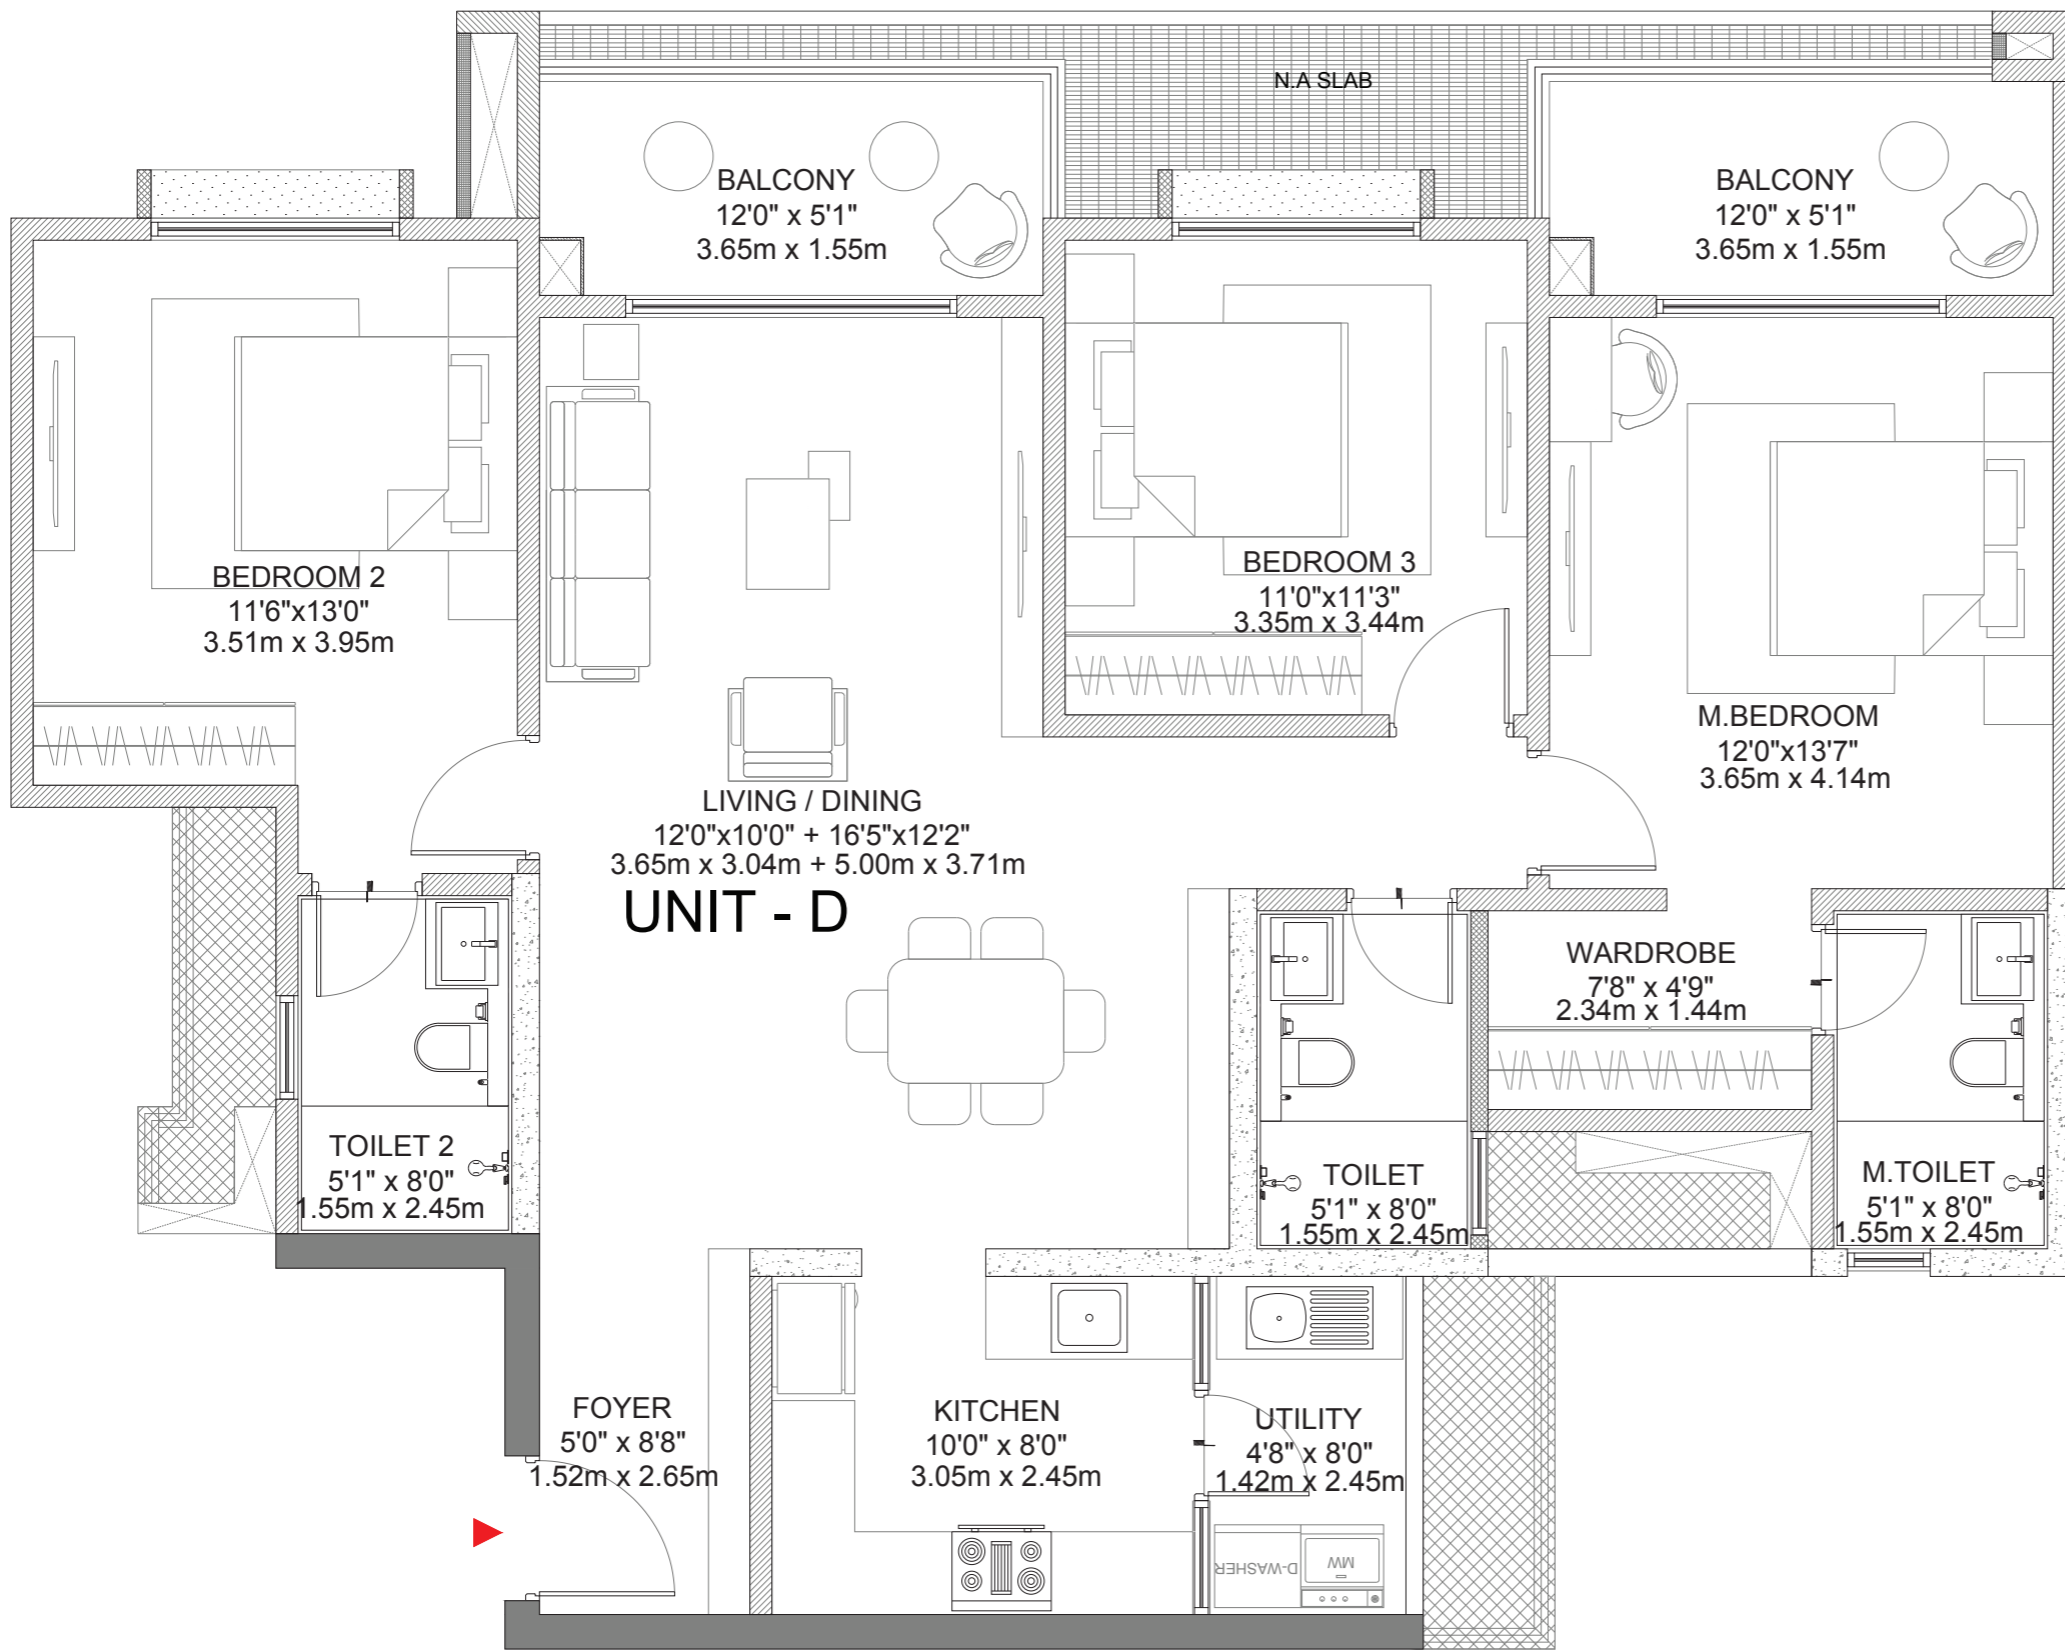 N.A SLAB
BALCONY
12'0" x 5'1"
3.65m x 1.55m
BALCONY
12'0" x 5'1"
3.65m x 1.55m
BEDROOM 2
11'6"x13'0"
3.51m x 3.95m
BEDROOM 3
11'0"x11'3"
3.35m x 3.44m
M.BEDROOM
12'0"x13'7"
3.65m x 4.14m
LIVING / DINING
12'0"x10'0" + 16'5"x12'2"
3.65m x 3.04m + 5.00m x 3.71m
UNIT - D
WARDROBE
7'8" x 4'9"
2.34m x 1.44m
TOILET 2
5'1" x 8'0"
1.55m x 2.45m
TOILET
5'1" x 8'0"
1.55m x 2.45m
M.TOILET
5'1" x 8'0"
1.55m x 2.45m
FOYER
5'0" x 8'8"
1.52m x 2.65m
KITCHEN
10'0" x 8'0"
3.05m x 2.45m
UTILITY
4'8" x 8'0"
1.42m x 2.45m
D-WASHER
MW